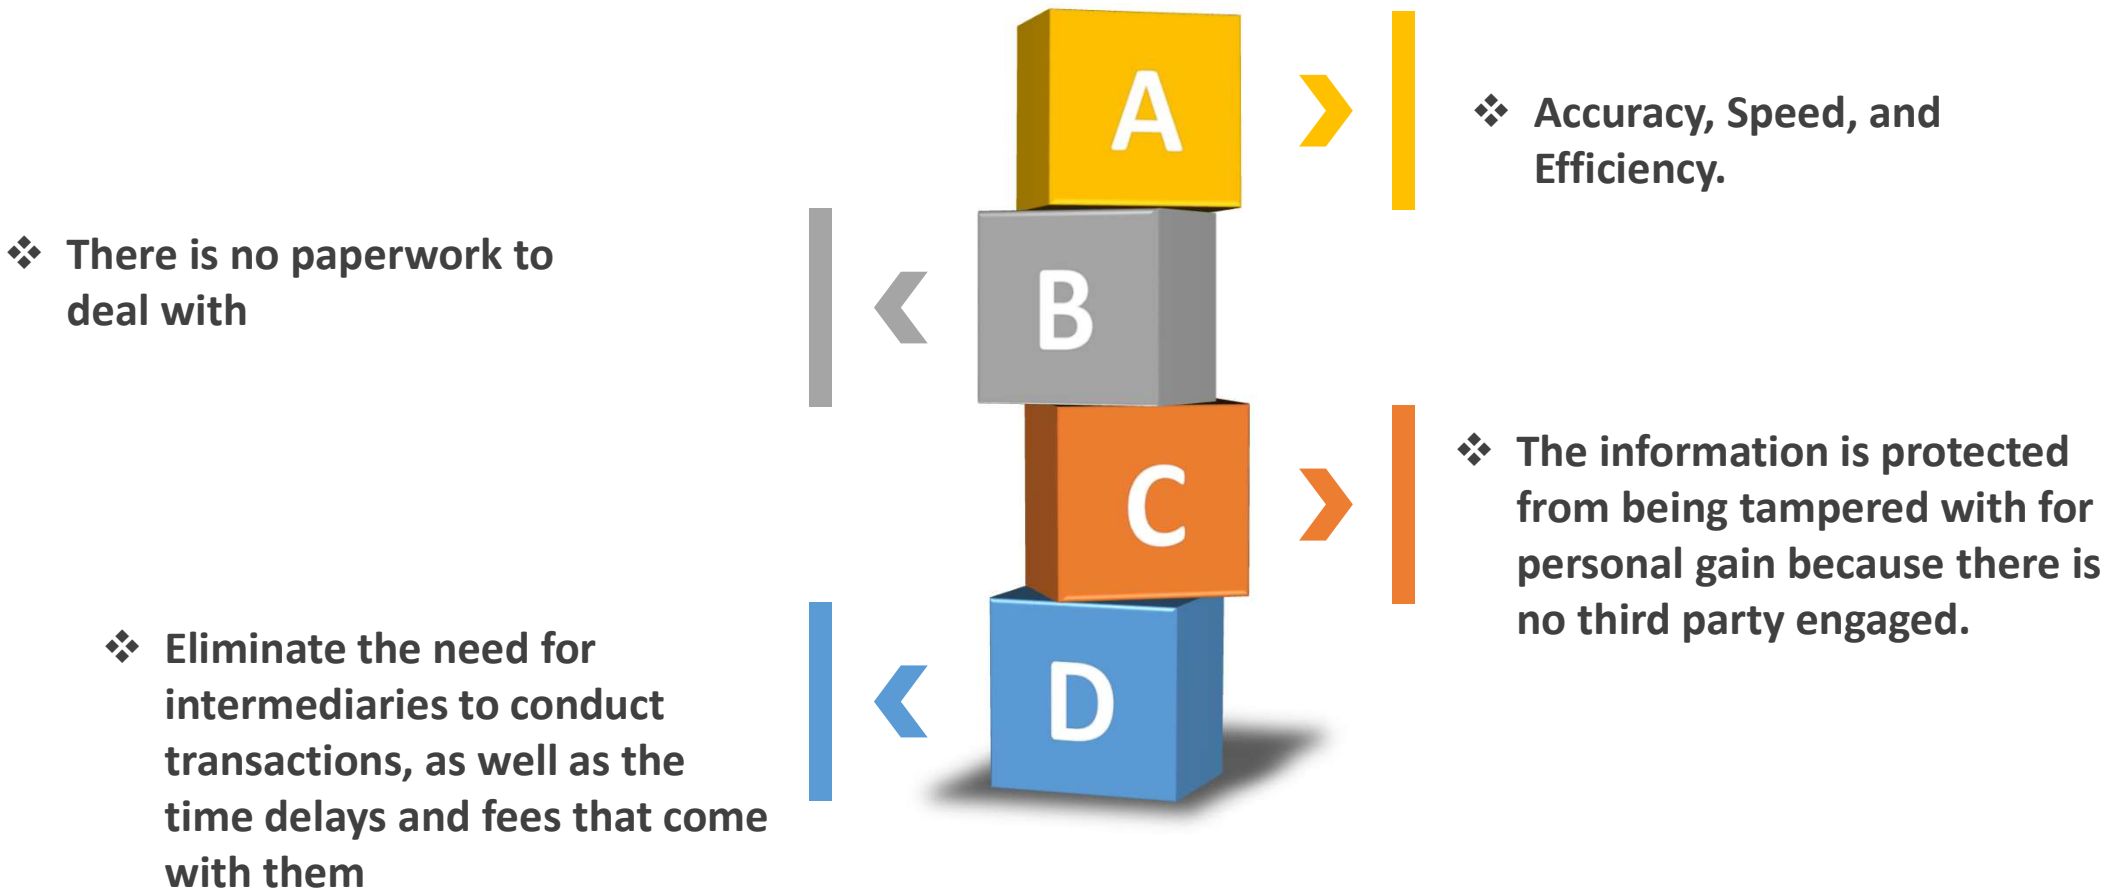 A
❖ Accuracy, Speed, and
Efficiency.
B
❖ There is no paperwork to
deal with
C
❖ The information is protected
from being tampered with for
personal gain because there is
no third party engaged.
D
❖ Eliminate the need for
intermediaries to conduct
transactions, as well as the
time delays and fees that come
with them